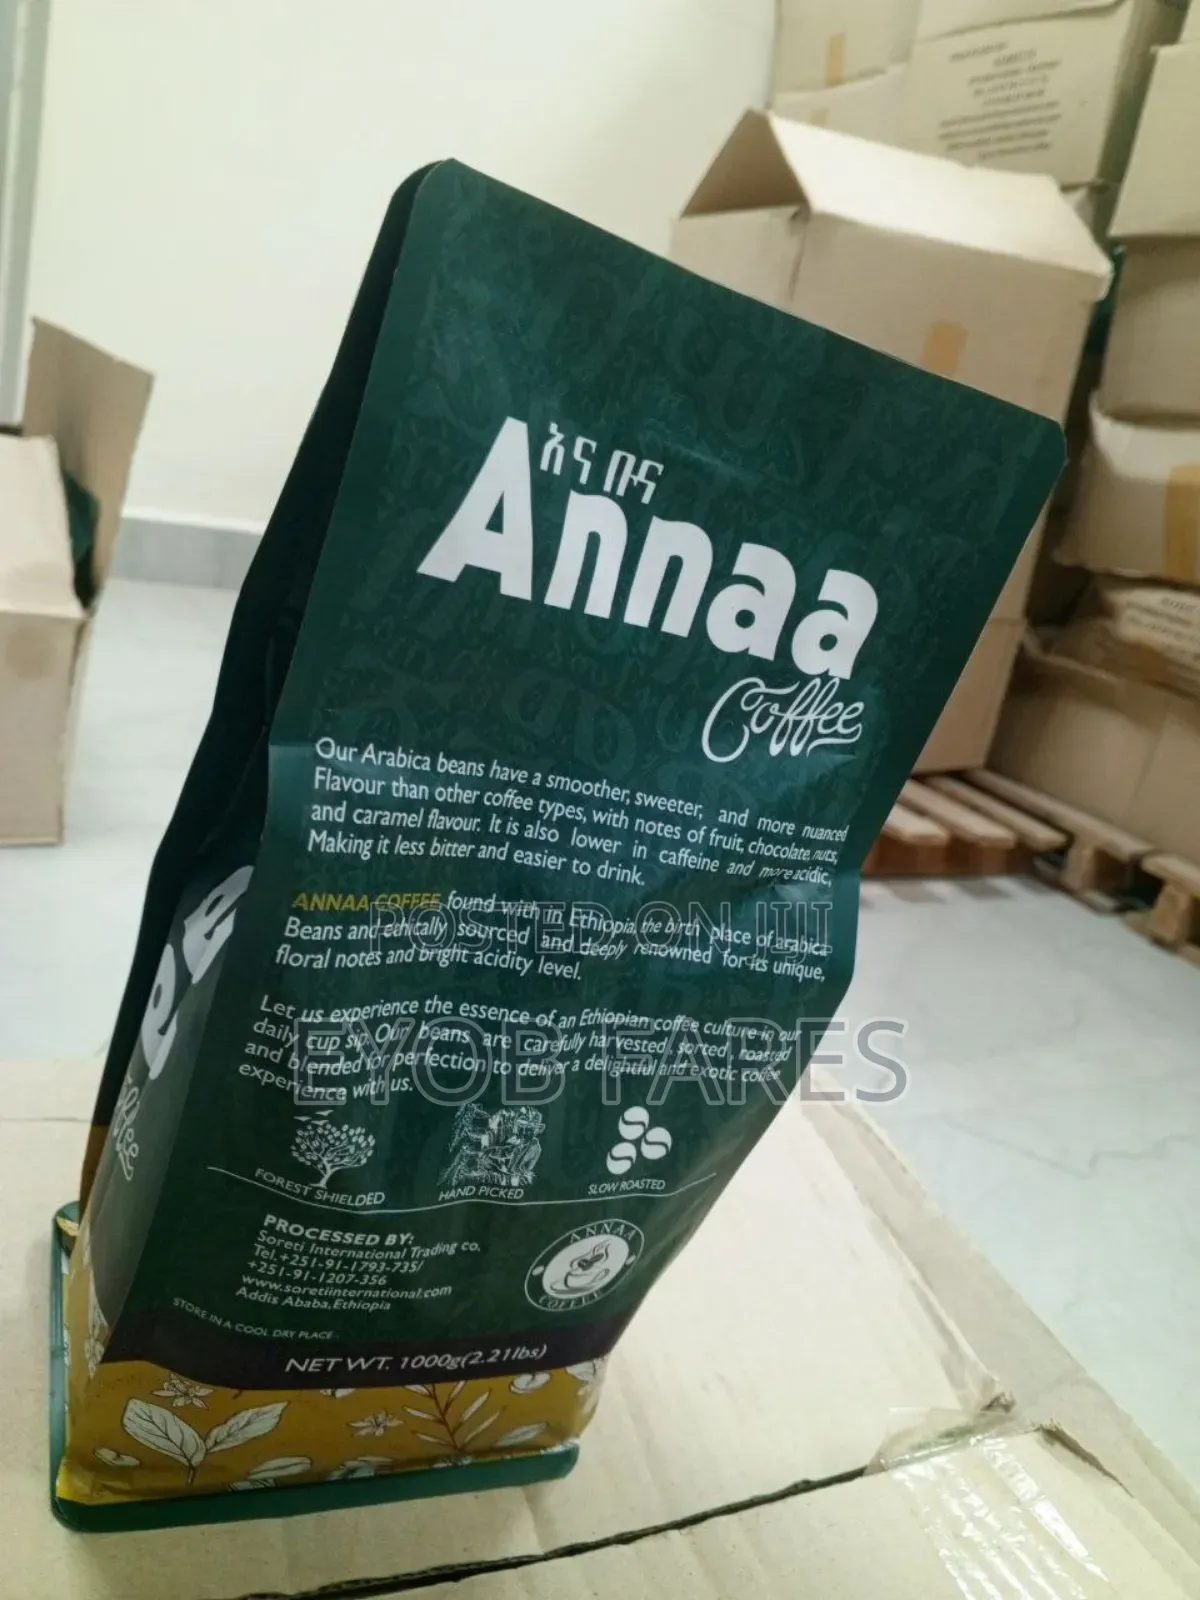 እና ቡና
Annaa
Coffee
Our Arabica beans have a smoother, sweeter, and more nuanced
Flavour than other coffee types, with notes of fruit, chocolate, nuts,
and caramel flavour. It is also lower in caffeine and more acidic,
Making it less bitter and easier to drink.
ANNAA COFFEE found with in Ethiopia, the birth place of arabica
Beans and ethically sourced and deeply renowned for its unique,
floral notes and bright acidity level.
Let us experience the essence of an Ethiopian coffee culture in our
daily cup sip. Our beans are carefully harvested, sorted, roasted
and blended for perfection to deliver a delightful and exotic coffee
experience with us.
POSTED ON JIJI
EYOB FARES
FOREST SHIELDED
HAND PICKED
SLOW ROASTED
PROCESSED BY:
Soreti International Trading co.
Tel.+251-91-1793-735/
+251-91-1207-356
www.soretiinternational.com
Addis Ababa,Ethiopia
ANNAA
COFFEE
STORE IN A COOL DRY PLACE
NET WT. 1000g(2.21lbs)